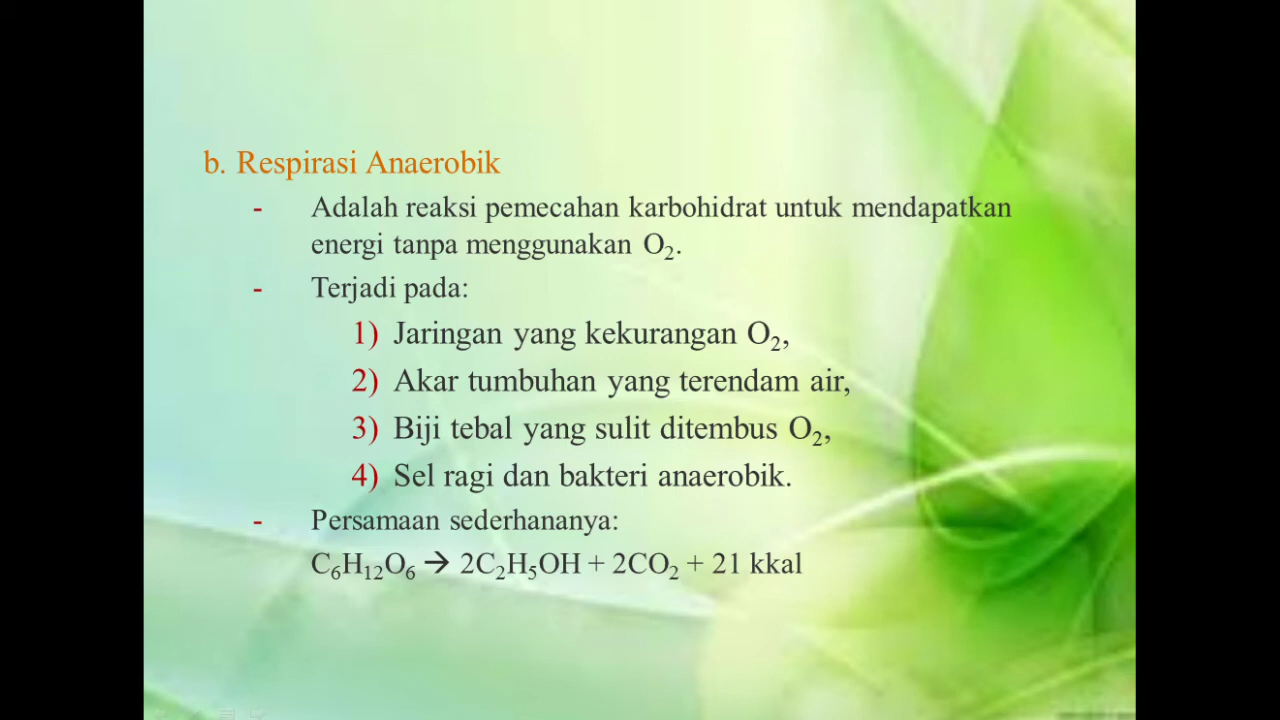 b. Respirasi Anaerobik
- Adalah reaksi pemecahan karbohidrat untuk mendapatkan
energi tanpa menggunakan O₂.
- Terjadi pada:
1) Jaringan yang kekurangan O₂,
2) Akar tumbuhan yang terendam air,
3) Biji tebal yang sulit ditembus O₂,
4) Sel ragi dan bakteri anaerobik.
- Persamaan sederhananya:
C₆H₁₂O₆ → 2C₂H₅OH + 2CO₂ + 21 kkal